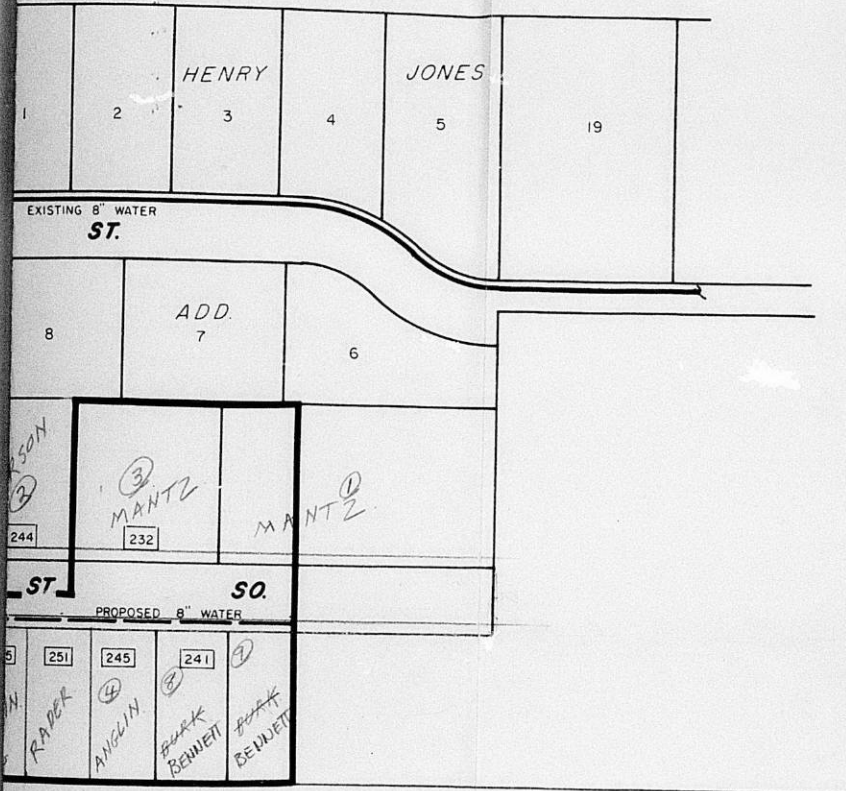 HENRY
JONES
1
2
3
4
5
19
EXISTING 8" WATER
ST.
ADD.
8
7
6
RSON
2
3
MANTZ
1
MANTZ
244
232
ST
SO.
PROPOSED 8" WATER
5
251
245
241
9
4
8
RADER
ANGLIN
BURK
BENNETT
BURK
BENNETT